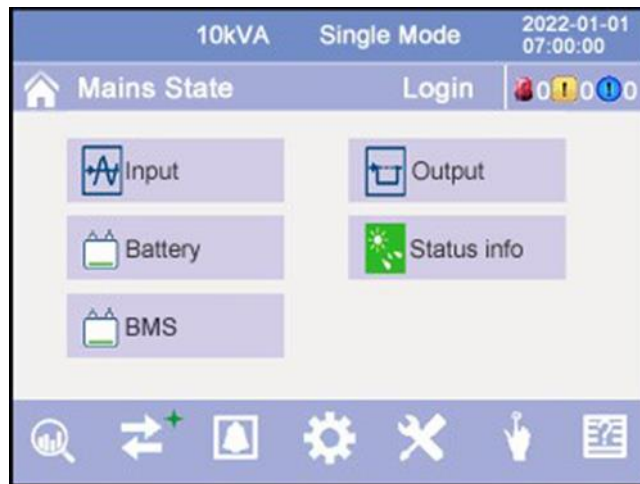 10kVA Single Mode 2022-01-01
07:00:00
Mains State Login 0 0 0
Input Output
Battery Status info
BMS